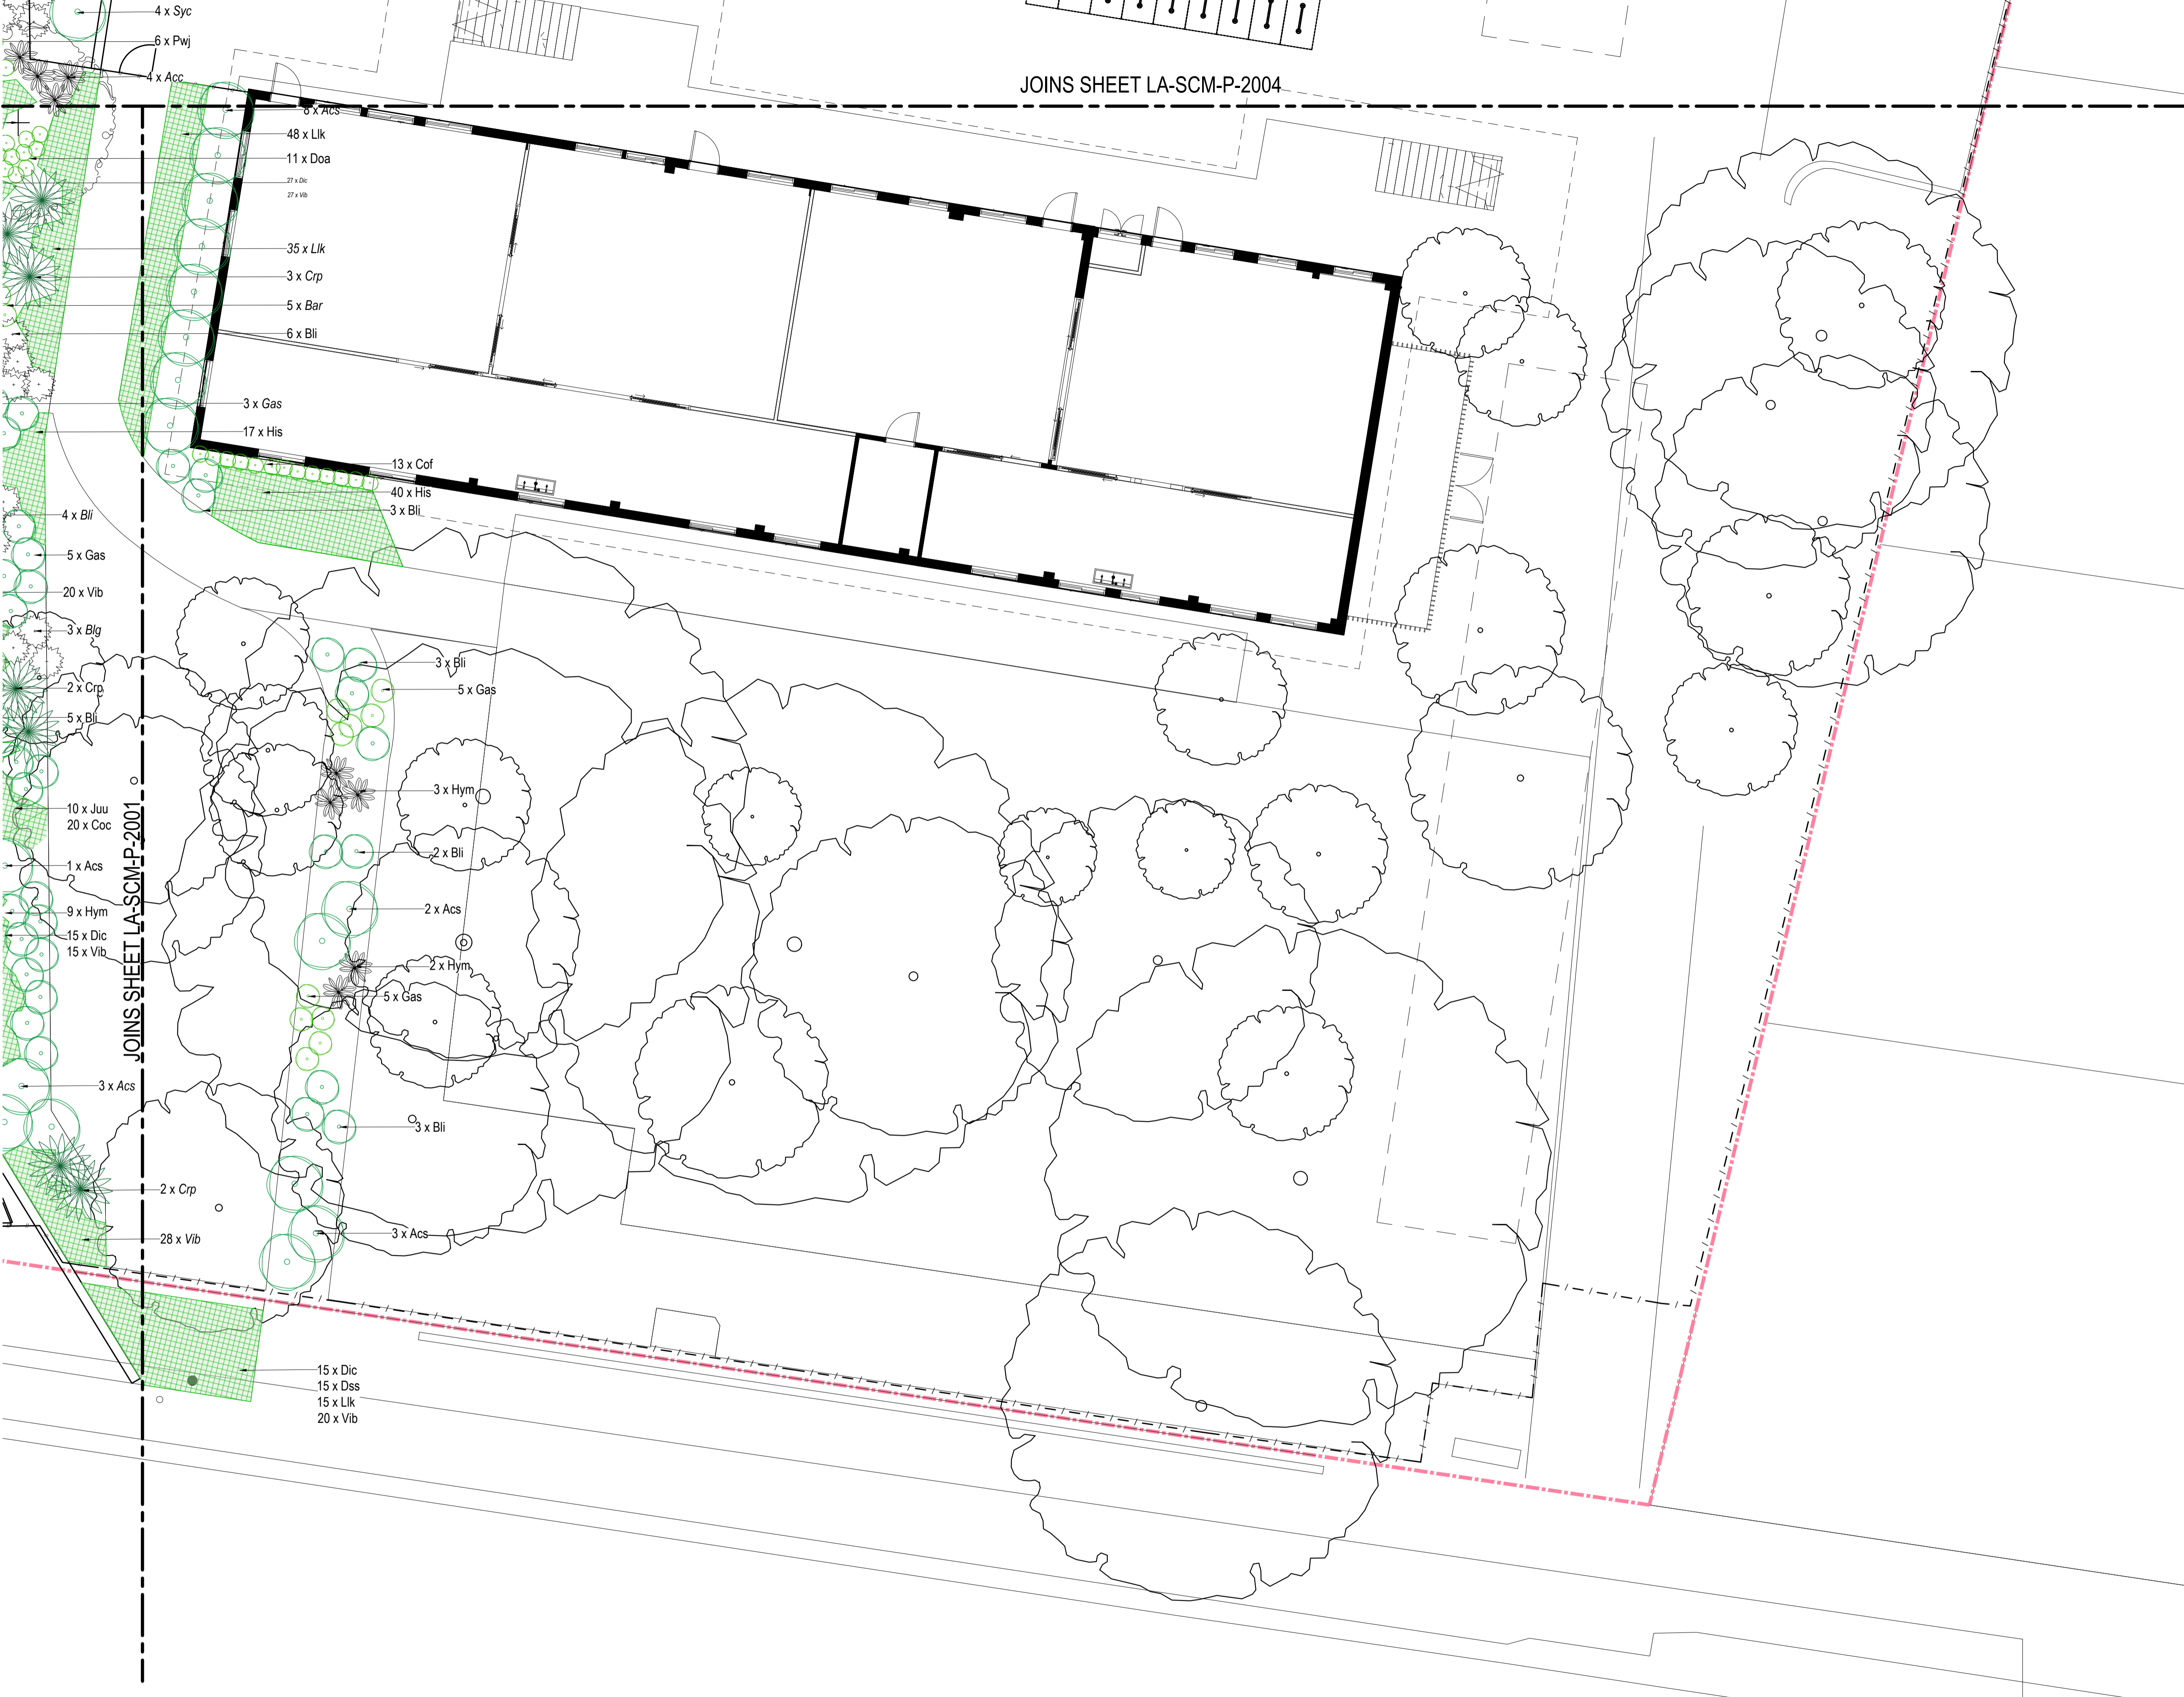 4 x Syc
6 x Pwj
4 x Acc
JOINS SHEET LA-SCM-P-2004
8 x Acs
48 x Llk
11 x Doa
27 x Dic
27 x Vib
35 x Llk
3 x Crp
5 x Bar
6 x Bli
3 x Gas
17 x His
13 x Cof
40 x His
3 x Bli
4 x Bli
5 x Gas
20 x Vib
3 x Blg
3 x Bli
2 x Crp
5 x Gas
5 x Bli
3 x Hym
10 x Juu
20 x Coc
JOINS SHEET LA-SCM-P-2001
2 x Bli
1 x Acs
2 x Acs
9 x Hym
15 x Dic
15 x Vib
2 x Hym
5 x Gas
3 x Acs
3 x Bli
2 x Crp
3 x Acs
28 x Vib
15 x Dic
15 x Dss
15 x Llk
20 x Vib